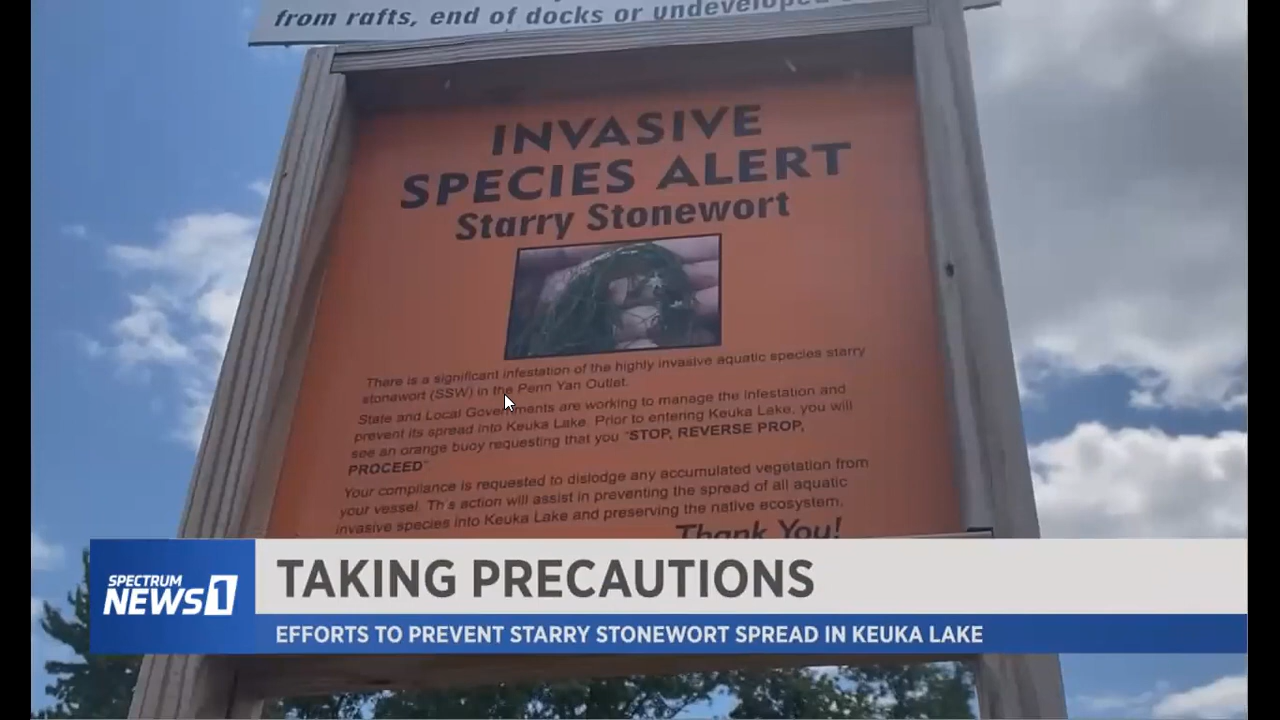 from rafts, end of docks or undeveloped
INVASIVE
SPECIES ALERT
Starry Stonewort
There is a significant infestation of the highly invasive aquatic species starry
stonewort (SSW) in the Penn Yan Outlet.
State and Local Governments are working to manage the infestation and
prevent its spread into Keuka Lake. Prior to entering Keuka Lake, you will
see an orange buoy requesting that you "STOP, REVERSE PROP,
PROCEED".
Your compliance is requested to dislodge any accumulated vegetation from
your vessel. This action will assist in preventing the spread of all aquatic
invasive species into Keuka Lake and preserving the native ecosystem.
Thank You!
SPECTRUM
NEWS 1
TAKING PRECAUTIONS
EFFORTS TO PREVENT STARRY STONEWORT SPREAD IN KEUKA LAKE